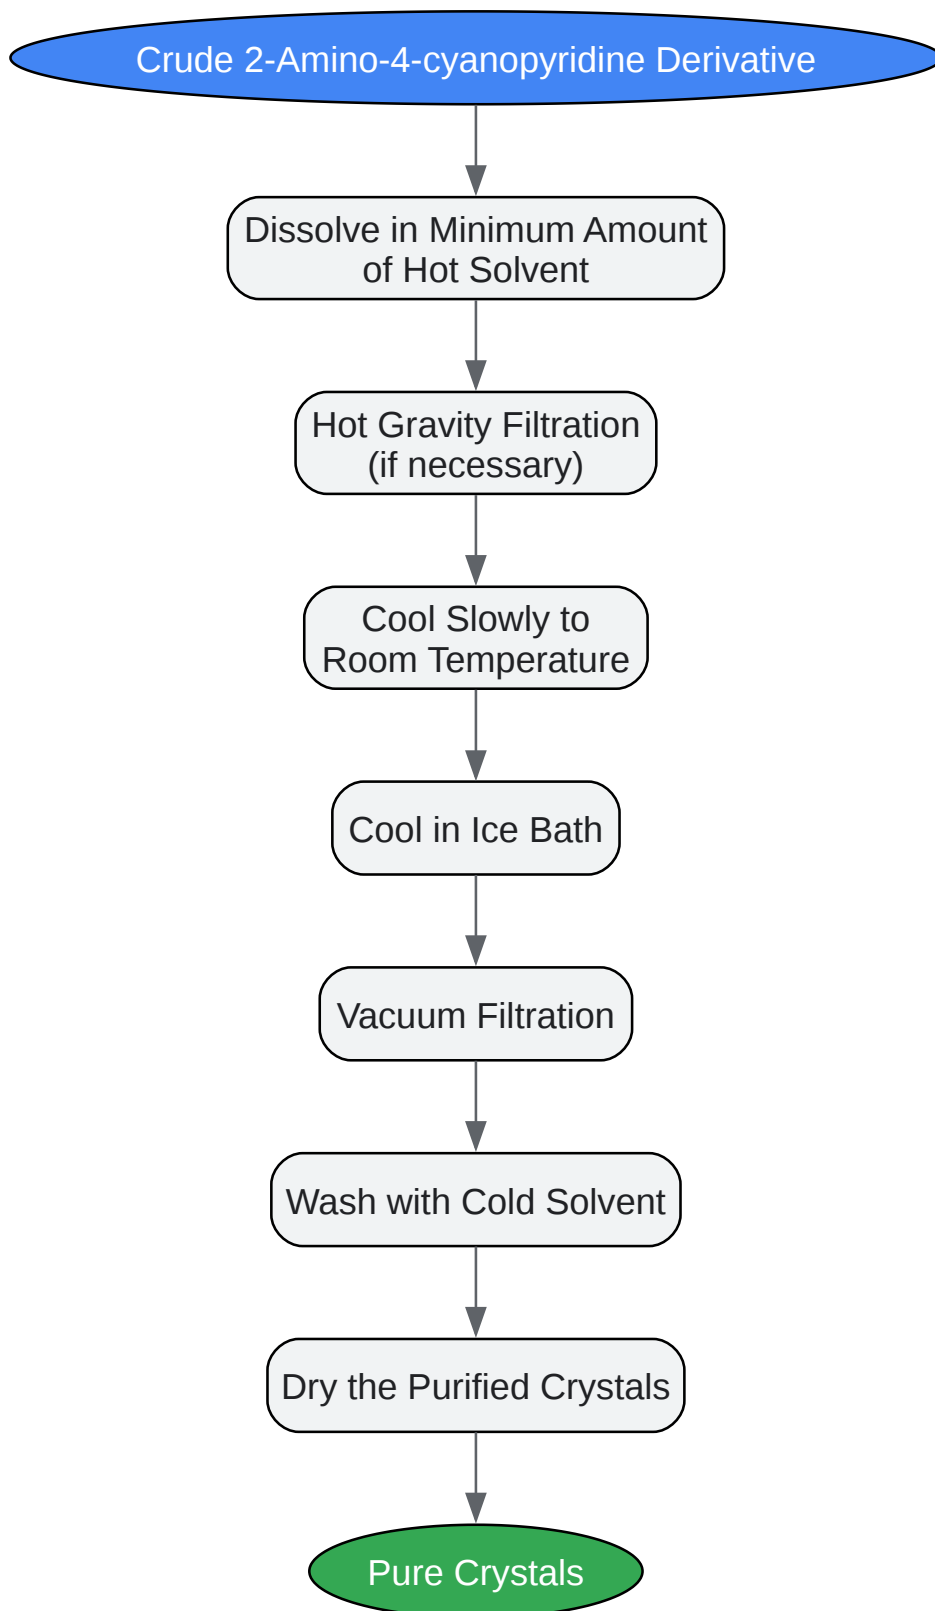 Crude 2-Amino-4-cyanopyridine Derivative
Dissolve in Minimum Amount
of Hot Solvent
Hot Gravity Filtration
(if necessary)
Cool Slowly to
Room Temperature
Cool in Ice Bath
Vacuum Filtration
Wash with Cold Solvent
Dry the Purified Crystals
Pure Crystals